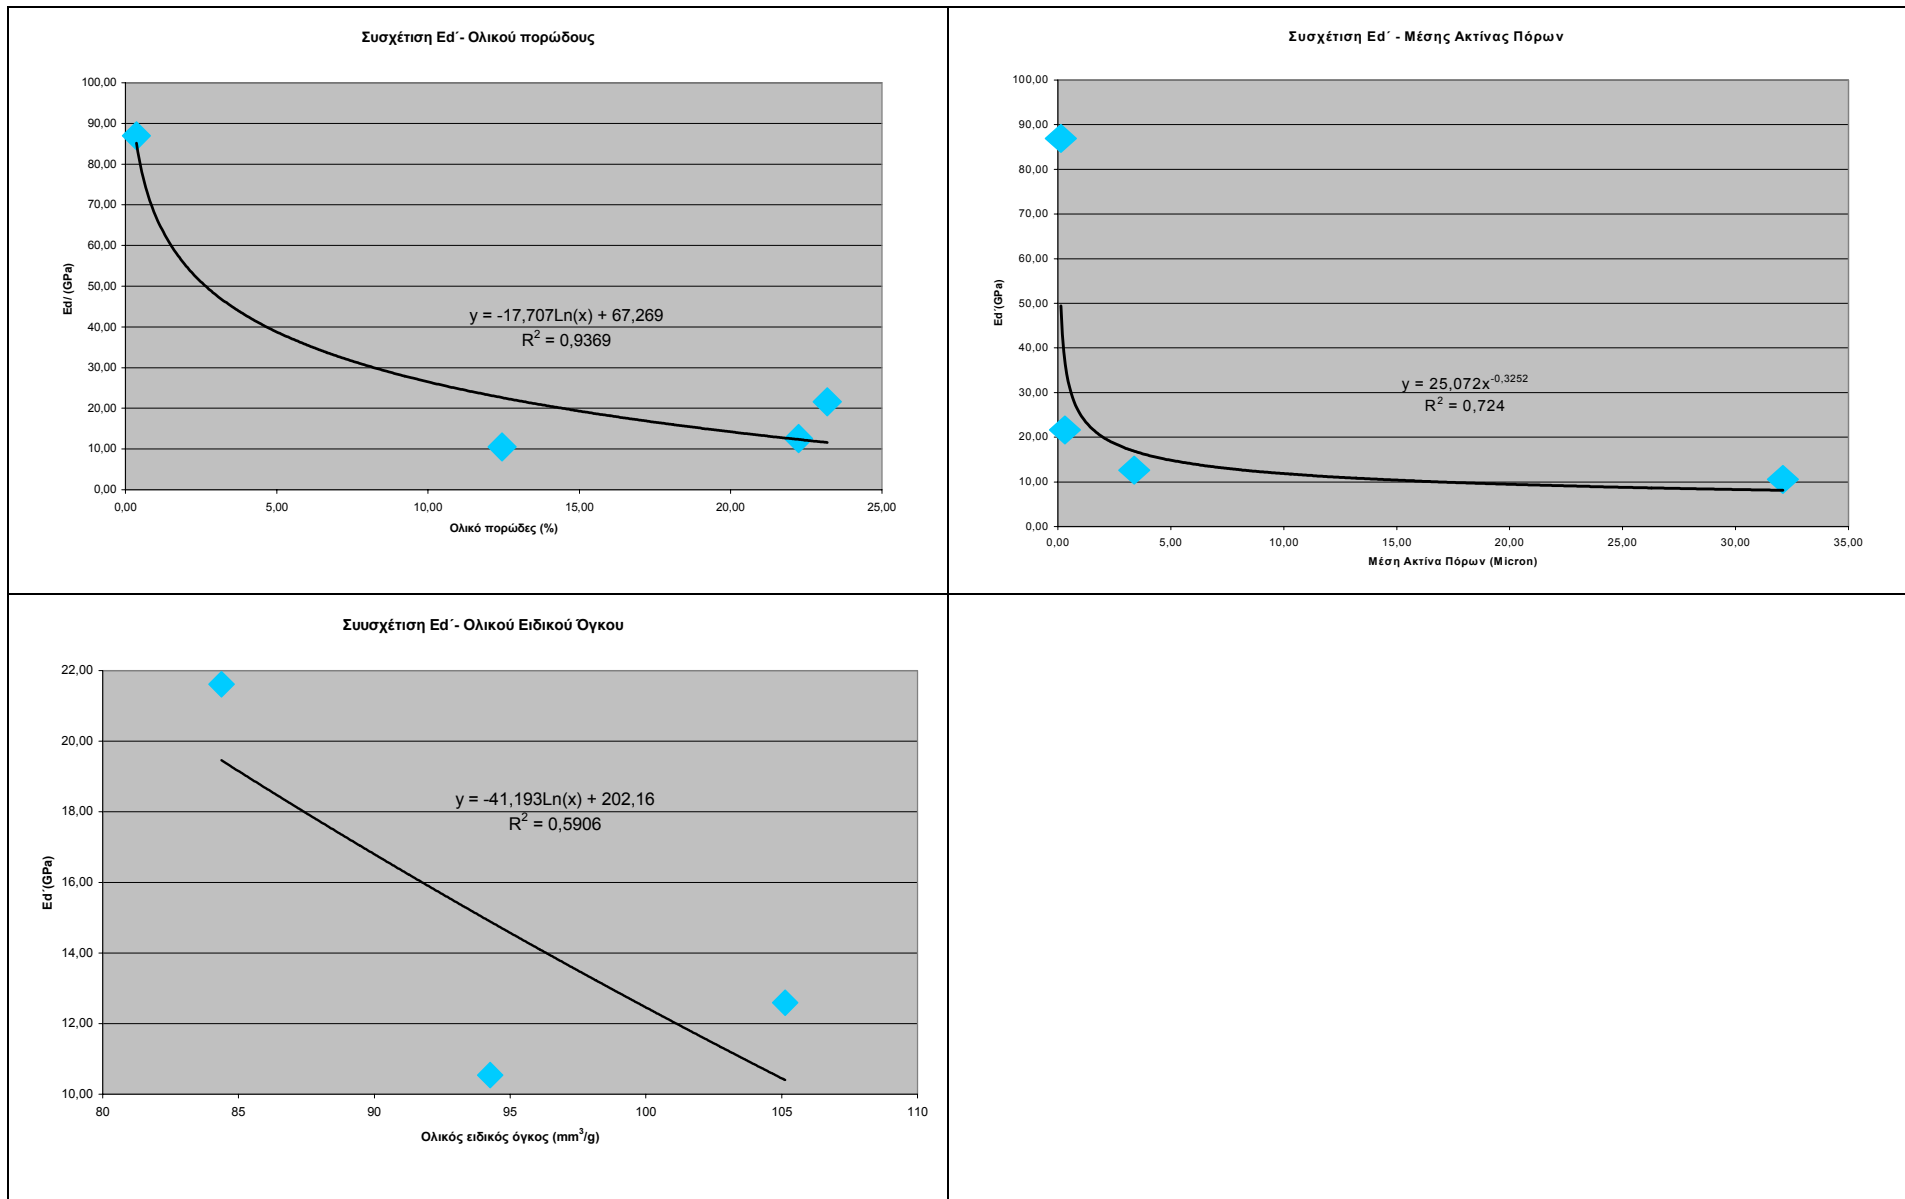 Συσχέτιση Ed΄- Ολικού πορώδους
100,00
90,00
80,00
70,00
60,00
50,00
40,00
30,00
20,00
10,00
0,00
Ed/ (GPa)
y = -17,707Ln(x) + 67,269
R² = 0,9369
0,00 5,00 10,00 15,00 20,00 25,00
Ολικό πορώδες (%)
Συσχέτιση Ed΄ - Μέσης Ακτίνας Πόρων
100,00
90,00
80,00
70,00
60,00
50,00
40,00
30,00
20,00
10,00
0,00
Ed΄(GPa)
y = 25,072x^-0,3252
R² = 0,724
0,00 5,00 10,00 15,00 20,00 25,00 30,00 35,00
Μέση Ακτίνα Πόρων (Micron)
Συυσχέτιση Ed΄- Ολικού Ειδικού Όγκου
22,00
20,00
18,00
16,00
14,00
12,00
10,00
Ed΄(GPa)
y = -41,193Ln(x) + 202,16
R² = 0,5906
80 85 90 95 100 105 110
Ολικός ειδικός όγκος (mm³/g)